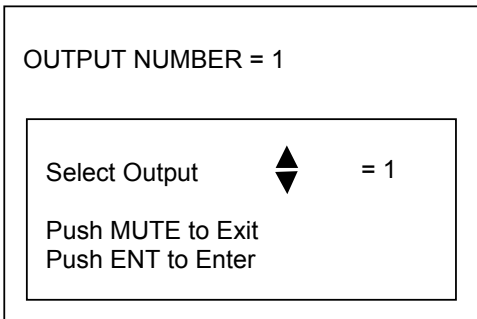 OUTPUT NUMBER = 1
Select Output = 1
Push MUTE to Exit
Push ENT to Enter